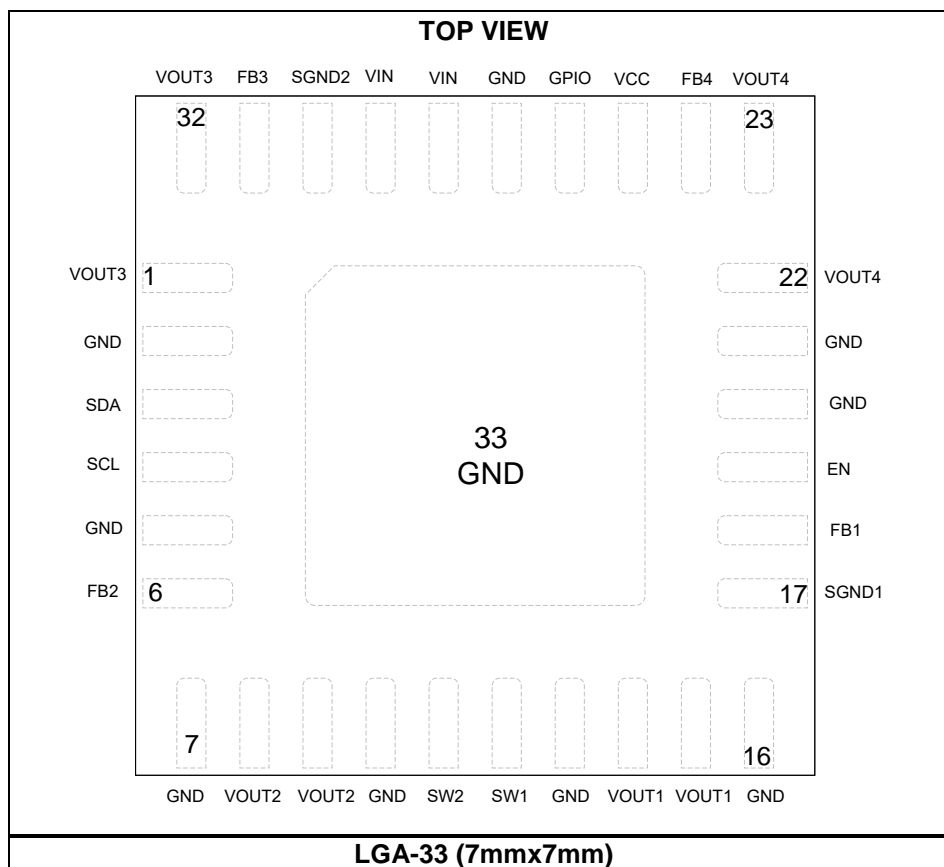 TOP VIEW
VOUT3 FB3 SGND2 VIN VIN GND GPIO VCC FB4 VOUT4
32 23
VOUT3 1 22 VOUT4
GND GND
SDA GND
33
GND
SCL EN
GND FB1
FB2 6 17 SGND1
7 16
GND VOUT2 VOUT2 GND SW2 SW1 GND VOUT1 VOUT1 GND
LGA-33 (7mmx7mm)